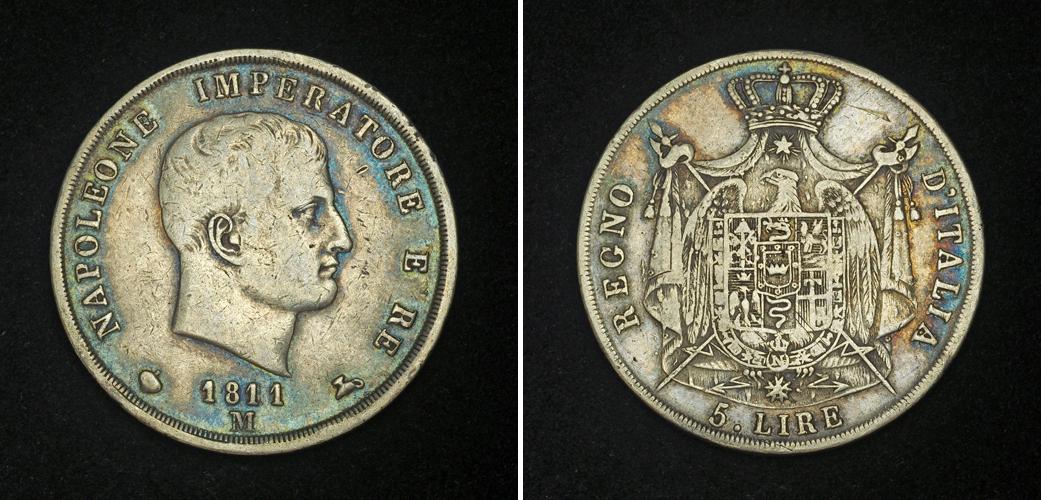 NAPOLEONE IMPERATORE E RE
1811
M
REGNO D'ITALIA
N
5. LIRE